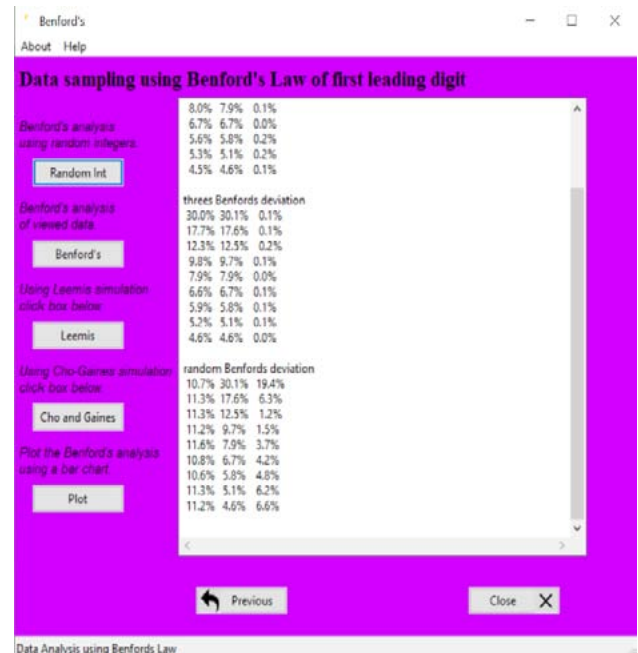 Benford's
About Help
Data sampling using Benford's Law of first leading digit
Benford's analysis
using random integers.
Random Int
Benford's analysis
of viewed data.
Benford's
Using Leemis simulation
click box below.
Leemis
Using Cho-Gaines simulation
click box below.
Cho and Gaines
Plot the Benford's analysis
using a bar chart.
Plot
8.0% 7.9% 0.1%
6.7% 6.7% 0.0%
5.6% 5.8% 0.2%
5.3% 5.1% 0.2%
4.5% 4.6% 0.1%
threes Benfords deviation
30.0% 30.1% 0.1%
17.7% 17.6% 0.1%
12.3% 12.5% 0.2%
9.8% 9.7% 0.1%
7.9% 7.9% 0.0%
6.6% 6.7% 0.1%
5.9% 5.8% 0.1%
5.2% 5.1% 0.1%
4.6% 4.6% 0.0%
random Benfords deviation
10.7% 30.1% 19.4%
11.3% 17.6% 6.3%
11.3% 12.5% 1.2%
11.2% 9.7% 1.5%
11.6% 7.9% 3.7%
10.8% 6.7% 4.2%
10.6% 5.8% 4.8%
11.3% 5.1% 6.2%
11.2% 4.6% 6.6%
Previous
Close X
Data Analysis using Benfords Law